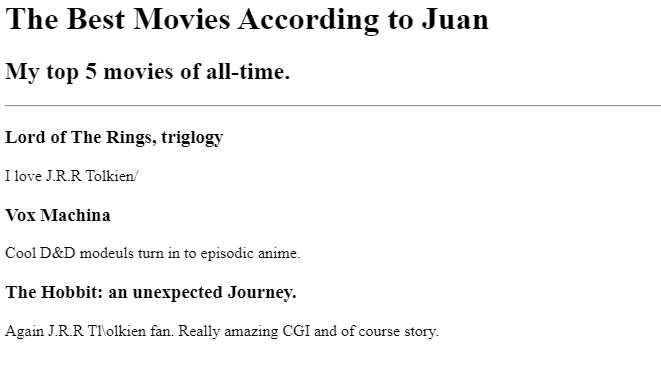 The Best Movies According to Juan
My top 5 movies of all-time.
Lord of The Rings, triglogy
I love J.R.R Tolkien/
Vox Machina
Cool D&D modeuls turn in to episodic anime.
The Hobbit: an unexpected Journey.
Again J.R.R Tl\olkien fan. Really amazing CGI and of course story.